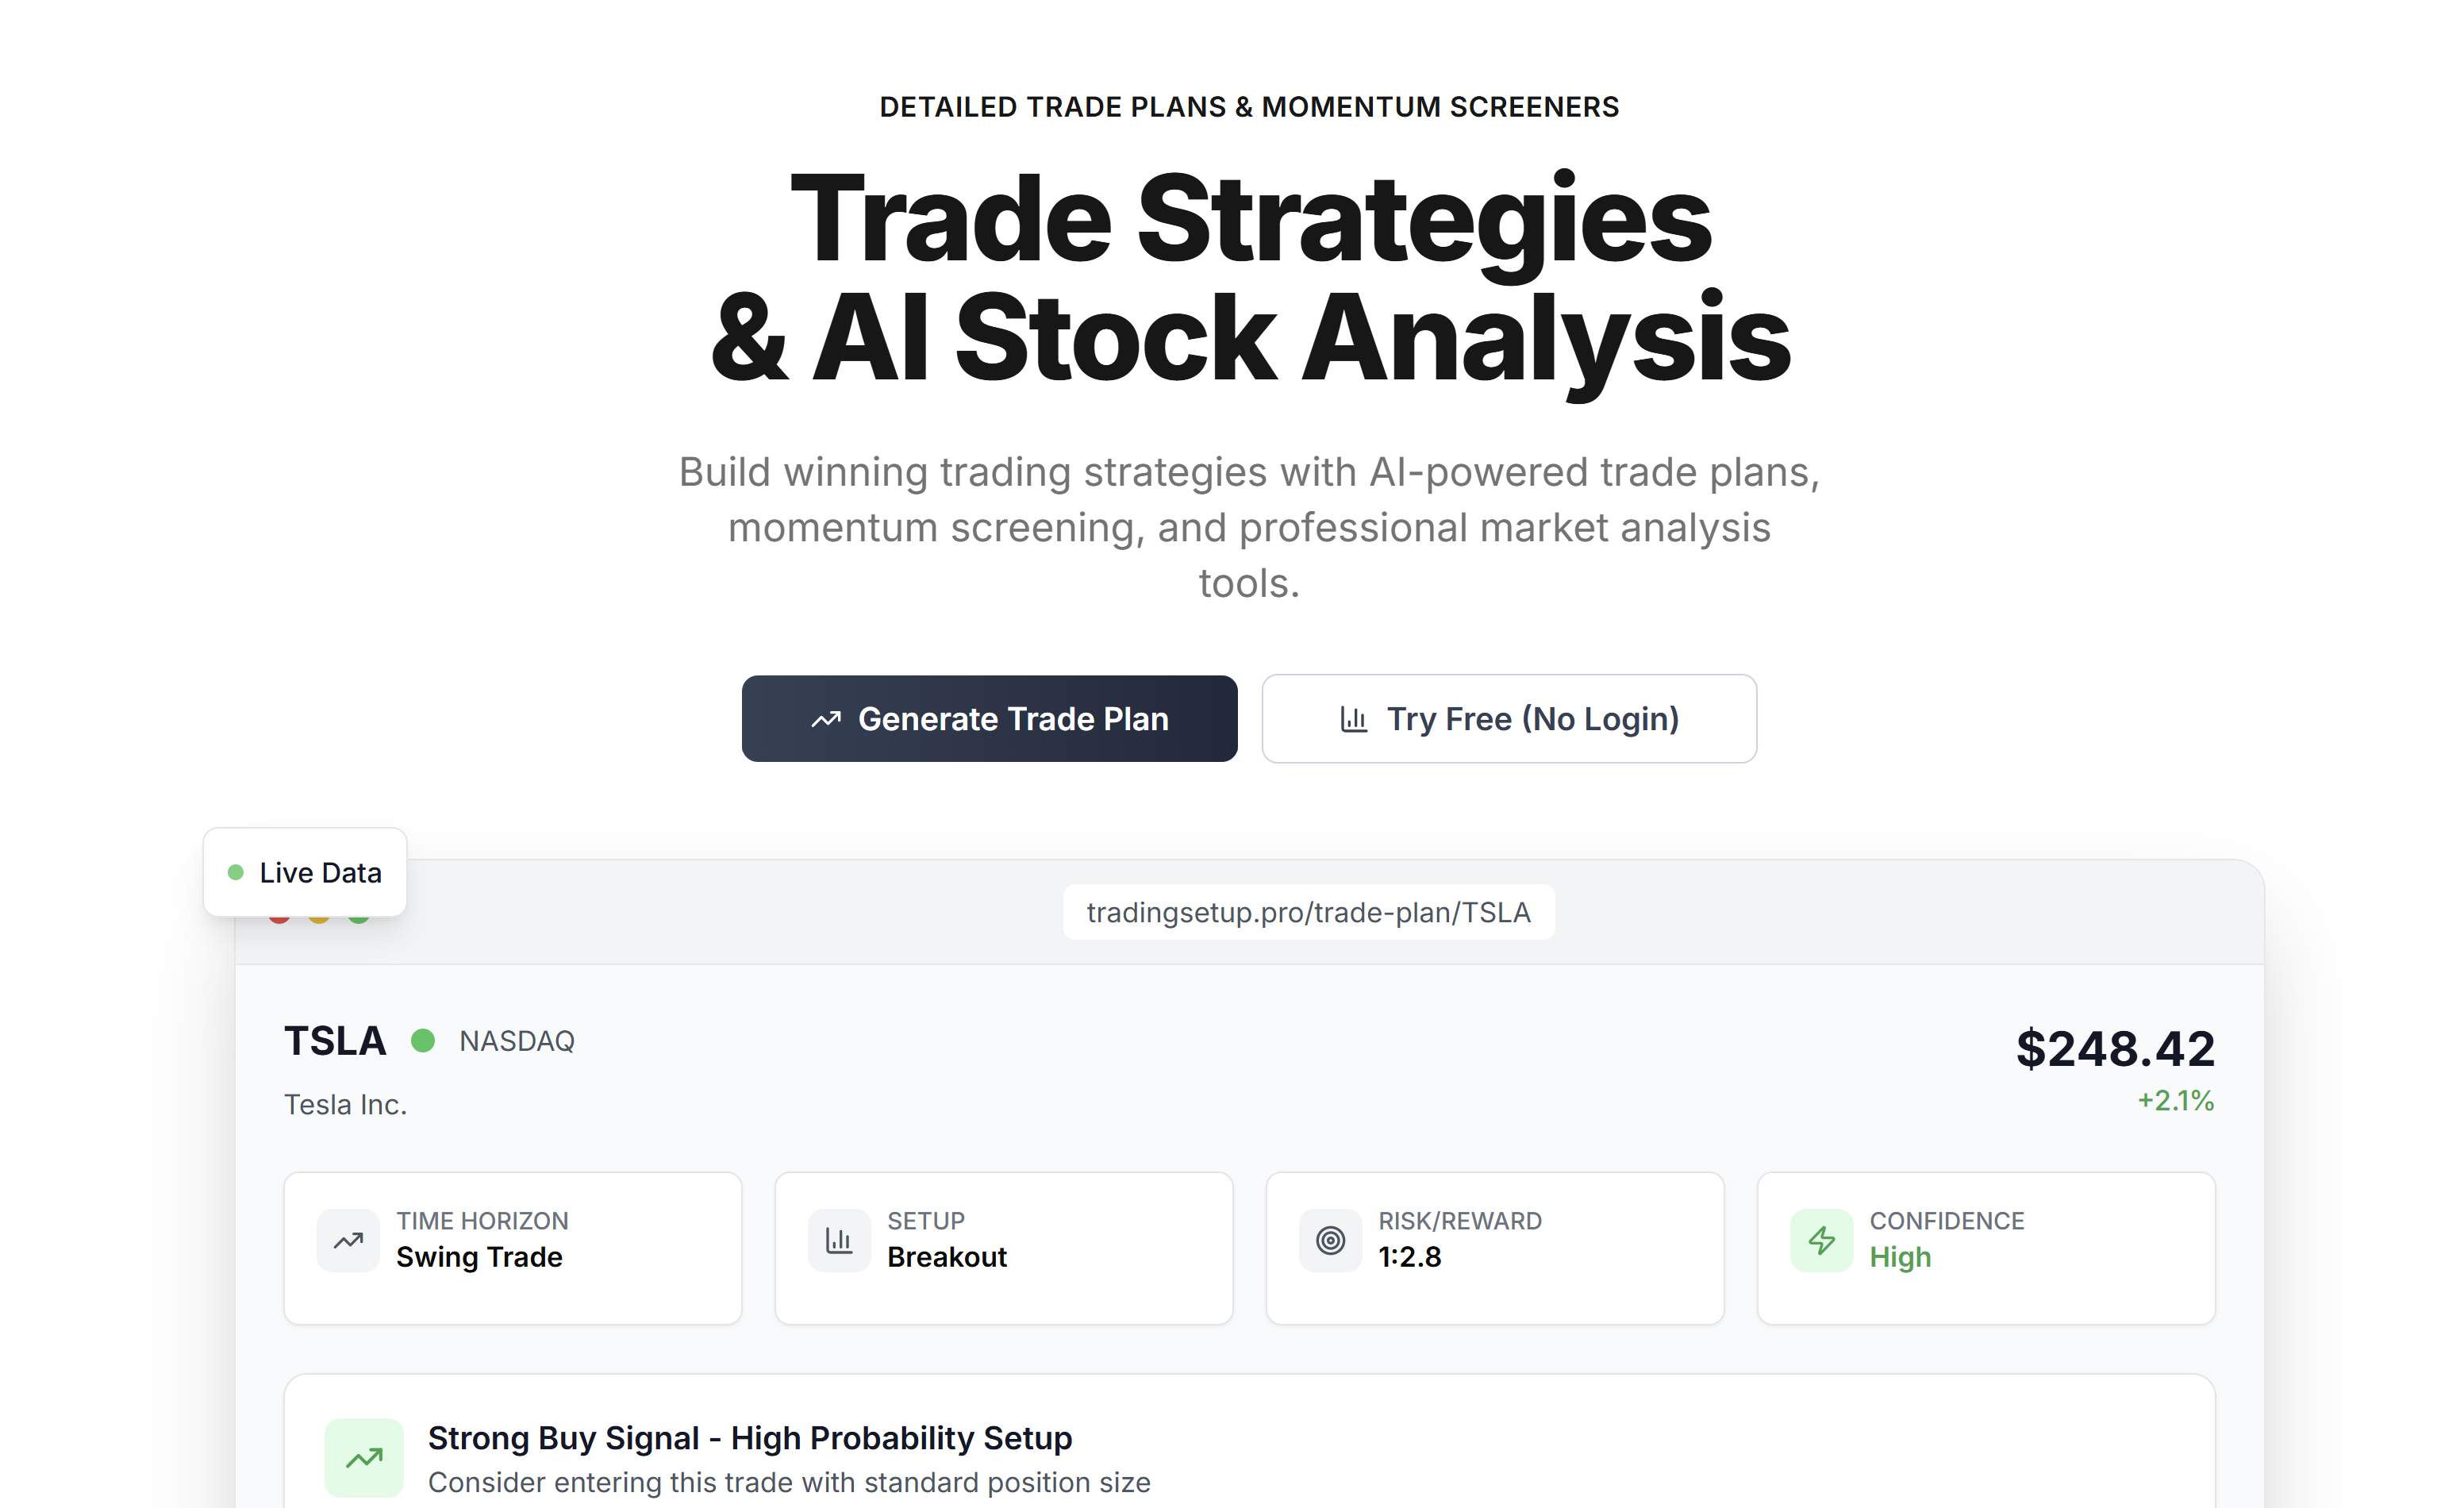 DETAILED TRADE PLANS & MOMENTUM SCREENERS
Trade Strategies
& AI Stock Analysis
Build winning trading strategies with AI-powered trade plans,
momentum screening, and professional market analysis
tools.
Generate Trade Plan
Try Free (No Login)
Live Data
tradingsetup.pro/trade-plan/TSLA
TSLA
NASDAQ
$248.42
Tesla Inc.
+2.1%
TIME HORIZON
Swing Trade
SETUP
Breakout
RISK/REWARD
1:2.8
CONFIDENCE
High
Strong Buy Signal - High Probability Setup
Consider entering this trade with standard position size